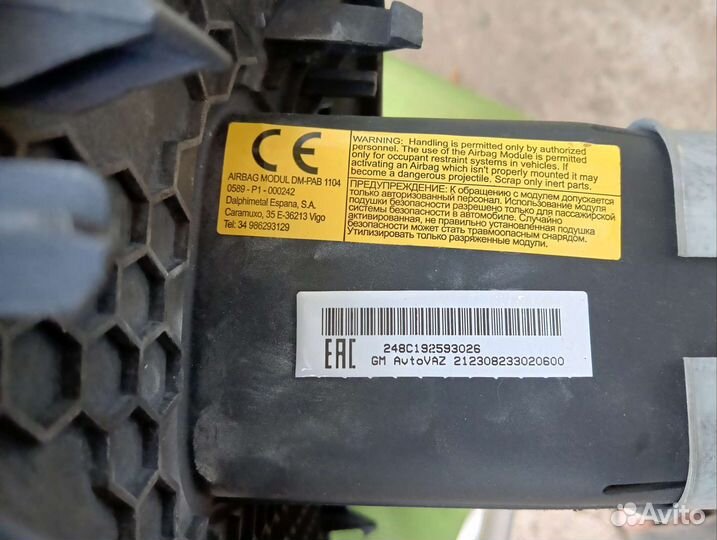 CE
AIRBAG MODUL DM-PAB 1104
0589 - P1 - 000242
Dalphimetal Espana, S.A.
Caramuxo, 35 E-36213 Vigo
Tel: 34 986293129
WARNING: Handling is permitted only by authorized
personnel. The use of the Airbag Module is permitted
only for occupant restraint systems in vehicles. If
activating an Airbag which isn't properly mounted it may
become a dangerous projectile. Scrap only inert parts.
ПРЕДУПРЕЖДЕНИЕ: К обращению с модулем допускается
только авторизованный персонал. Использование модуля
подушки безопасности разрешено только для пассажирской
системы безопасности в автомобиле. Случайно
активированная, не правильно установленная подушка
безопасности может стать травмоопасным снарядом.
Утилизировать только разряженные модули.
EAC
248C192593026
GM AvtoVAZ 212308233020600
Avito